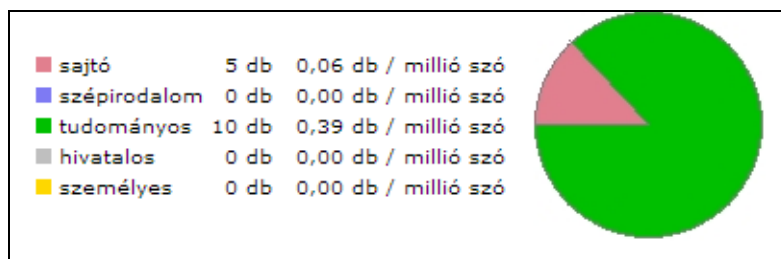 sajtó 5 db 0,06 db / millió szó
szépirodalom 0 db 0,00 db / millió szó
tudományos 10 db 0,39 db / millió szó
hivatalos 0 db 0,00 db / millió szó
személyes 0 db 0,00 db / millió szó